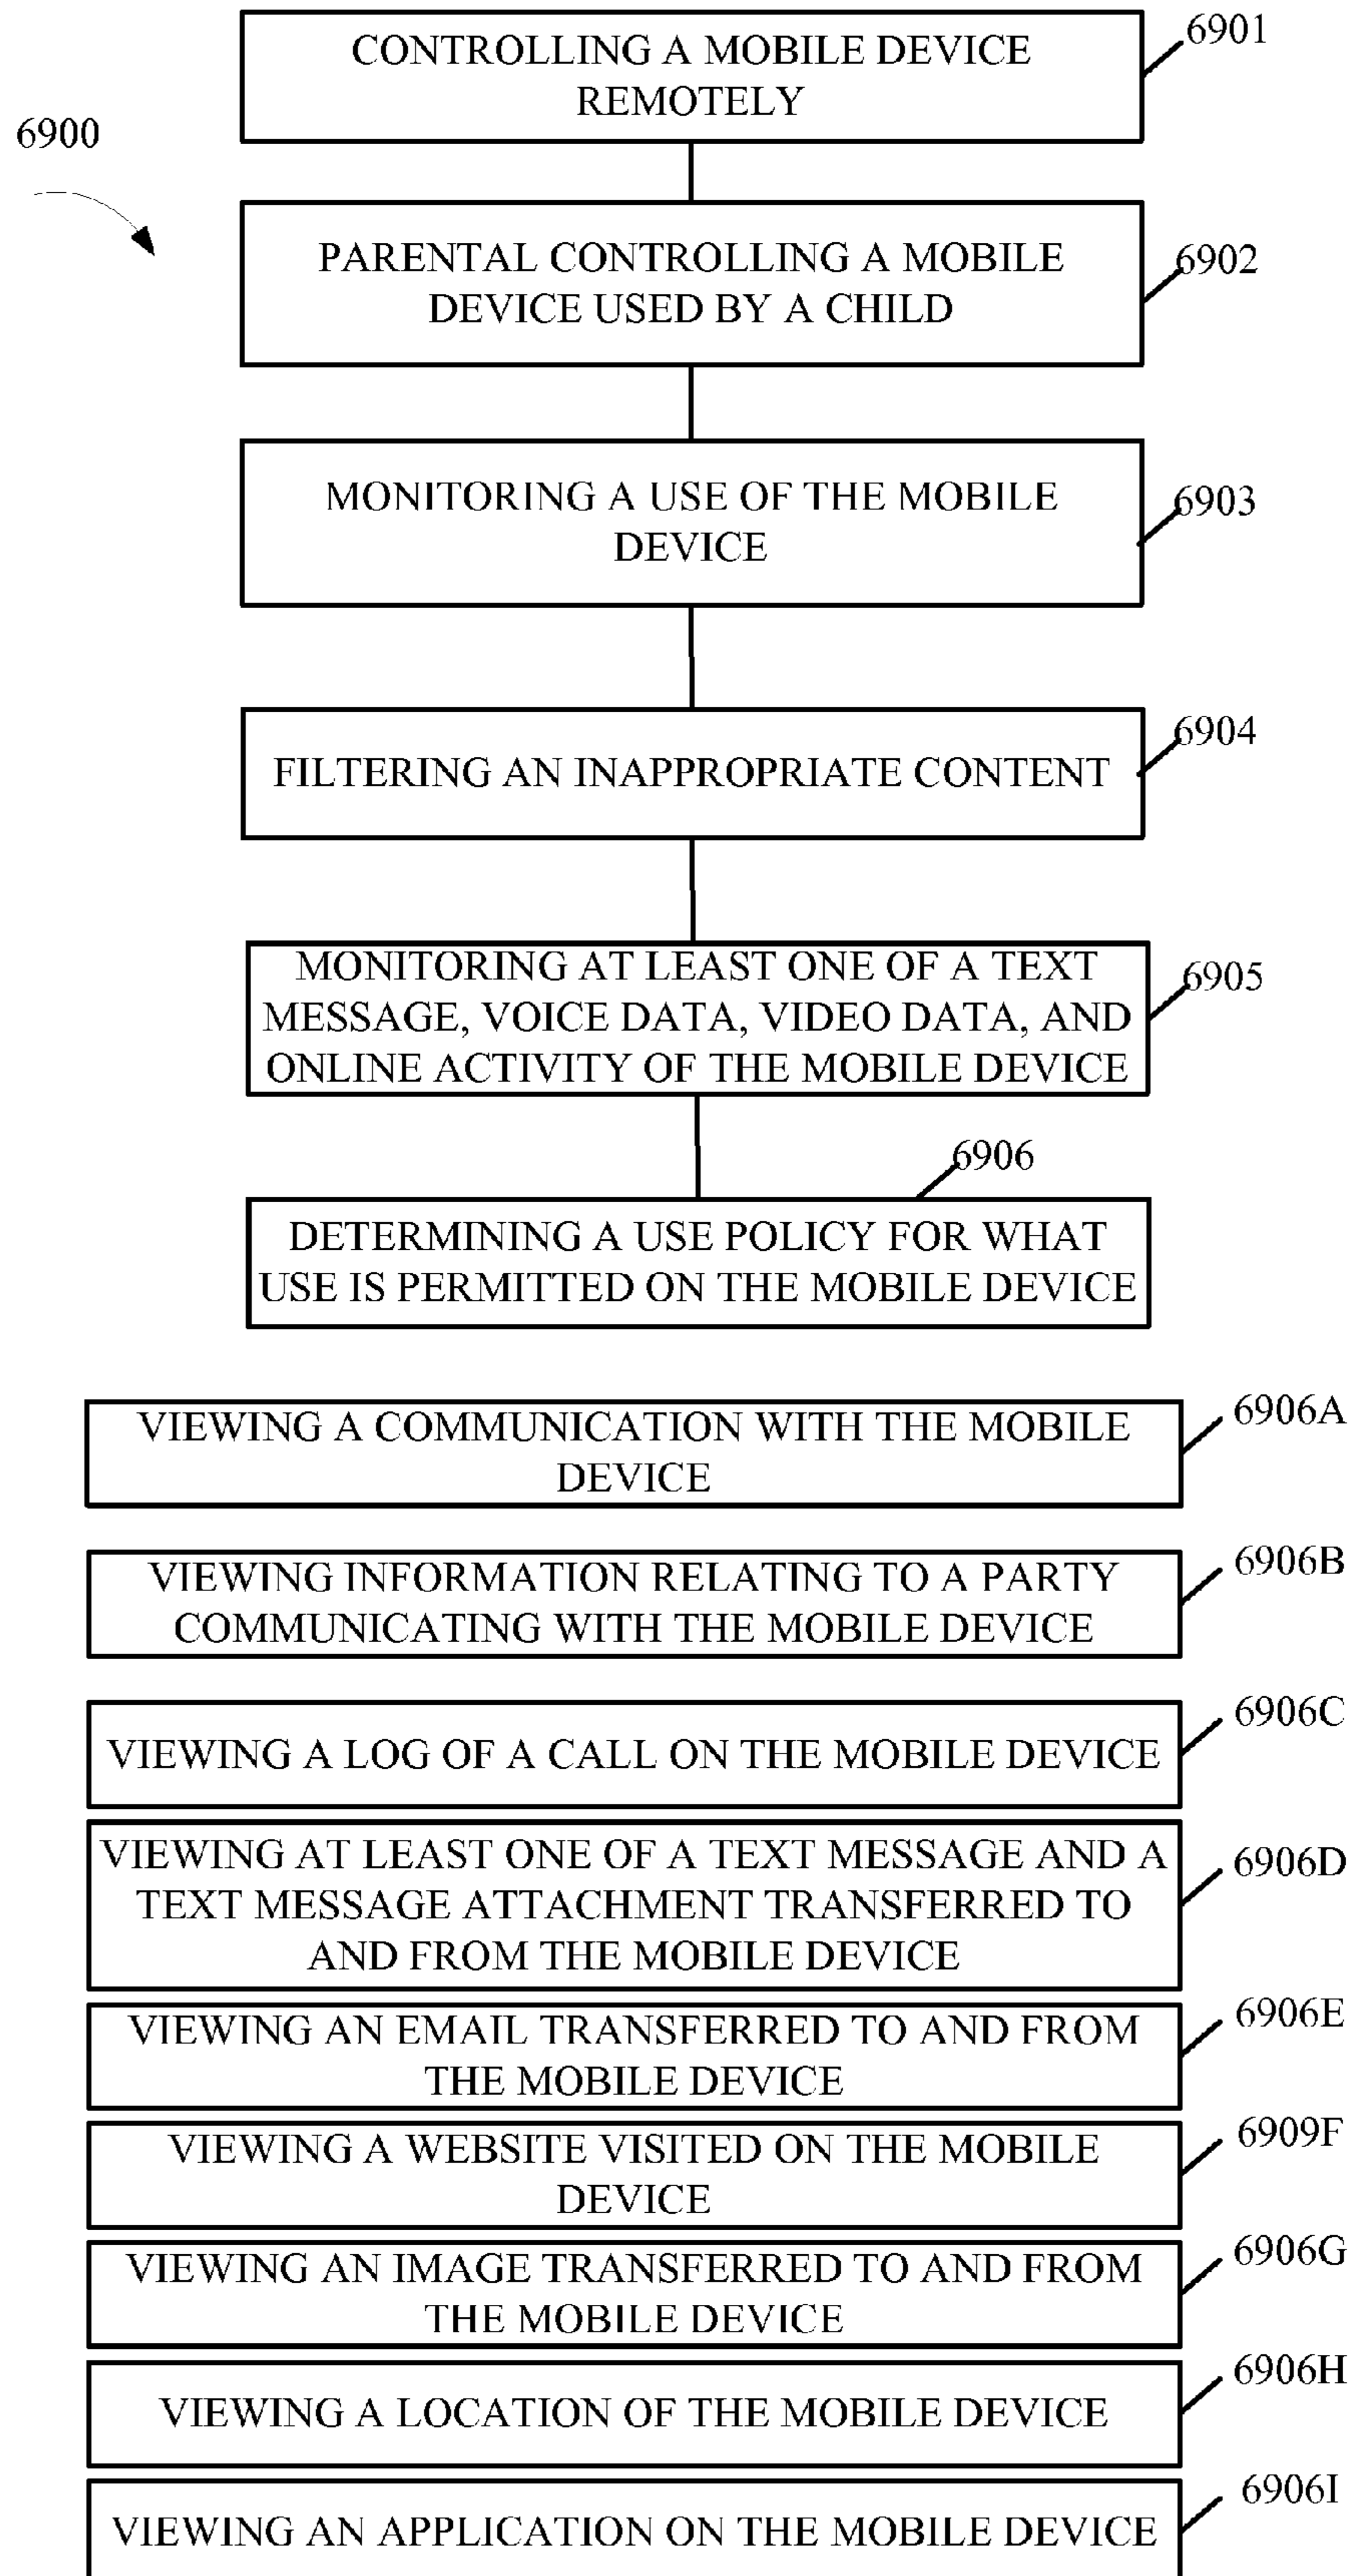 CONTROLLING A MOBILE DEVICE
REMOTELY
6901
6900
PARENTAL CONTROLLING A MOBILE
DEVICE USED BY A CHILD
6902
MONITORING A USE OF THE MOBILE
DEVICE
6903
FILTERING AN INAPPROPRIATE CONTENT
6904
MONITORING AT LEAST ONE OF A TEXT
MESSAGE, VOICE DATA, VIDEO DATA, AND
ONLINE ACTIVITY OF THE MOBILE DEVICE
6905
6906
DETERMINING A USE POLICY FOR WHAT
USE IS PERMITTED ON THE MOBILE DEVICE
VIEWING A COMMUNICATION WITH THE MOBILE
DEVICE
6906A
VIEWING INFORMATION RELATING TO A PARTY
COMMUNICATING WITH THE MOBILE DEVICE
6906B
VIEWING A LOG OF A CALL ON THE MOBILE DEVICE
6906C
VIEWING AT LEAST ONE OF A TEXT MESSAGE AND A
TEXT MESSAGE ATTACHMENT TRANSFERRED TO
AND FROM THE MOBILE DEVICE
6906D
VIEWING AN EMAIL TRANSFERRED TO AND FROM
THE MOBILE DEVICE
6906E
VIEWING A WEBSITE VISITED ON THE MOBILE
DEVICE
6909F
VIEWING AN IMAGE TRANSFERRED TO AND FROM
THE MOBILE DEVICE
6906G
VIEWING A LOCATION OF THE MOBILE DEVICE
6906H
VIEWING AN APPLICATION ON THE MOBILE DEVICE
6906I